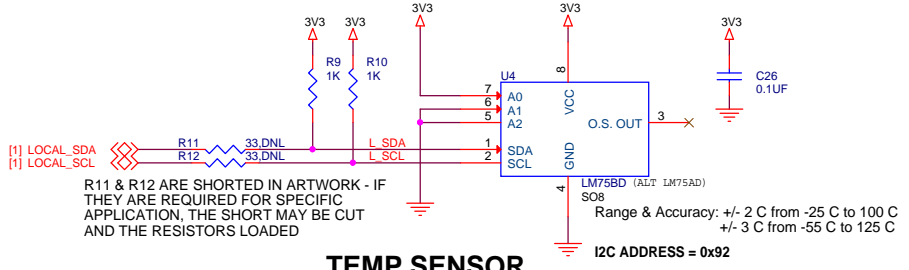 3V3 3V3 3V3 3V3 3V3
R9
1K
R10
1K
U4
8
VCC
C26
0.1UF
7 A0
6 A1
5 A2
O.S. OUT 3
[1] LOCAL_SDA R11 33,DNL L_SDA 1 SDA
[1] LOCAL_SCL R12 33,DNL L_SCL 2 SCL
GND
4
R11 & R12 ARE SHORTED IN ARTWORK - IF
THEY ARE REQUIRED FOR SPECIFIC
APPLICATION, THE SHORT MAY BE CUT
AND THE RESISTORS LOADED
LM75BD (ALT LM75AD)
SO8
Range & Accuracy: +/- 2 C from -25 C to 100 C
+/- 3 C from -55 C to 125 C
I2C ADDRESS = 0x92
TEMP SENSOR